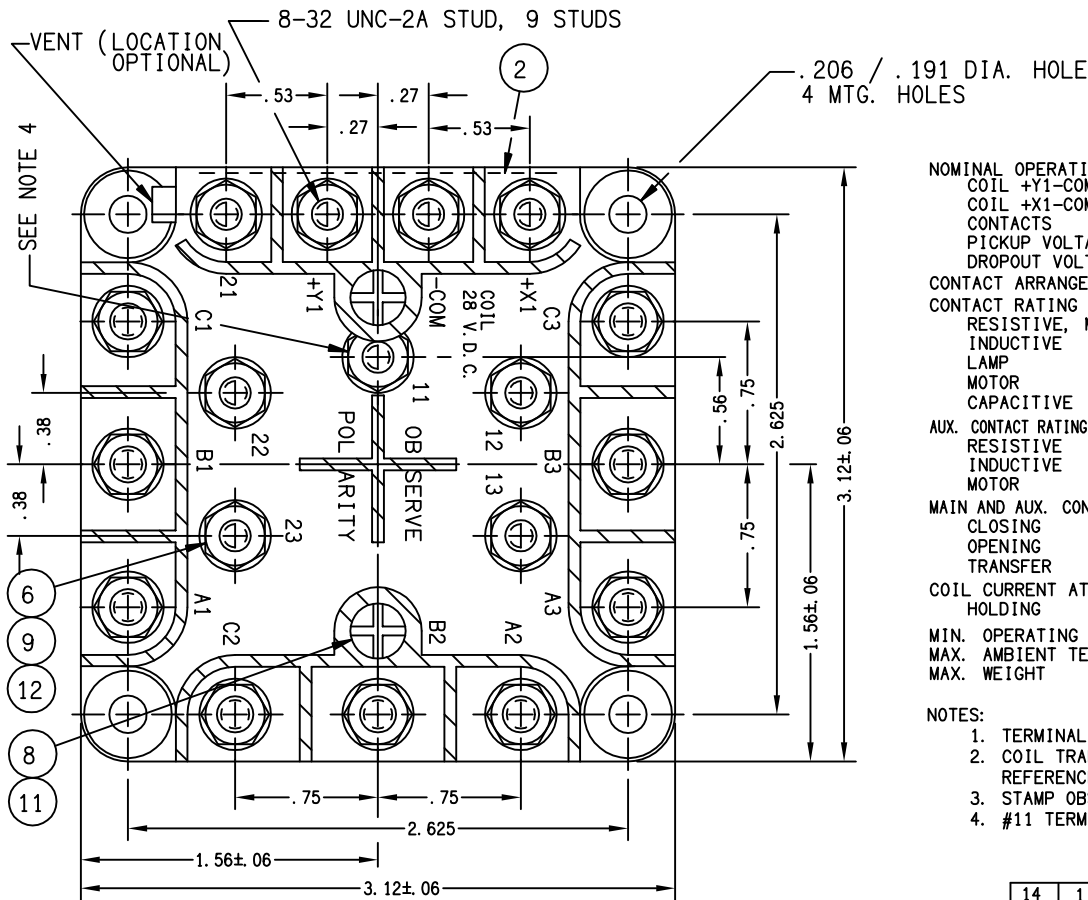 8-32 UNC-2A STUD, 9 STUDS
VENT (LOCATION
OPTIONAL)
2
.206 / .191 DIA. HOLE
4 MTG. HOLES
.53
.27
.27
.53
SEE NOTE 4
21
+Y1
-COM
COIL
28 V.D.C.
+X1
C3
C1
11
22
12
B1
B3
POLARITY
OBSERVE
13
23
A1
A3
C2
B2
A2
.38
.38
.56
.75
.75
2.625
3.12±.06
1.56±.06
6
9
12
8
11
.75
.75
2.625
1.56±.06
3.12±.06
NOMINAL OPERATI
COIL +Y1-COM
COIL +X1-COM
CONTACTS
PICKUP VOLTA
DROPOUT VOLT
CONTACT ARRANGE
CONTACT RATING
RESISTIVE, M
INDUCTIVE
LAMP
MOTOR
CAPACITIVE
AUX. CONTACT RATING
RESISTIVE
INDUCTIVE
MOTOR
MAIN AND AUX. CON
CLOSING
OPENING
TRANSFER
COIL CURRENT AT
HOLDING
MIN. OPERATING
MAX. AMBIENT TE
MAX. WEIGHT
NOTES:
1. TERMINAL
2. COIL TRA
REFERENC
3. STAMP OB
4. #11 TERM
14 1